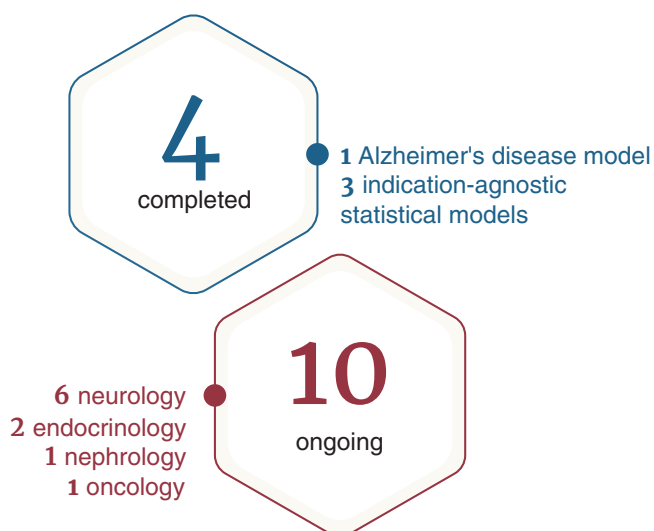 4
completed
1 Alzheimer's disease model
3 indication-agnostic
statistical models
10
ongoing
6 neurology
2 endocrinology
1 nephrology
1 oncology